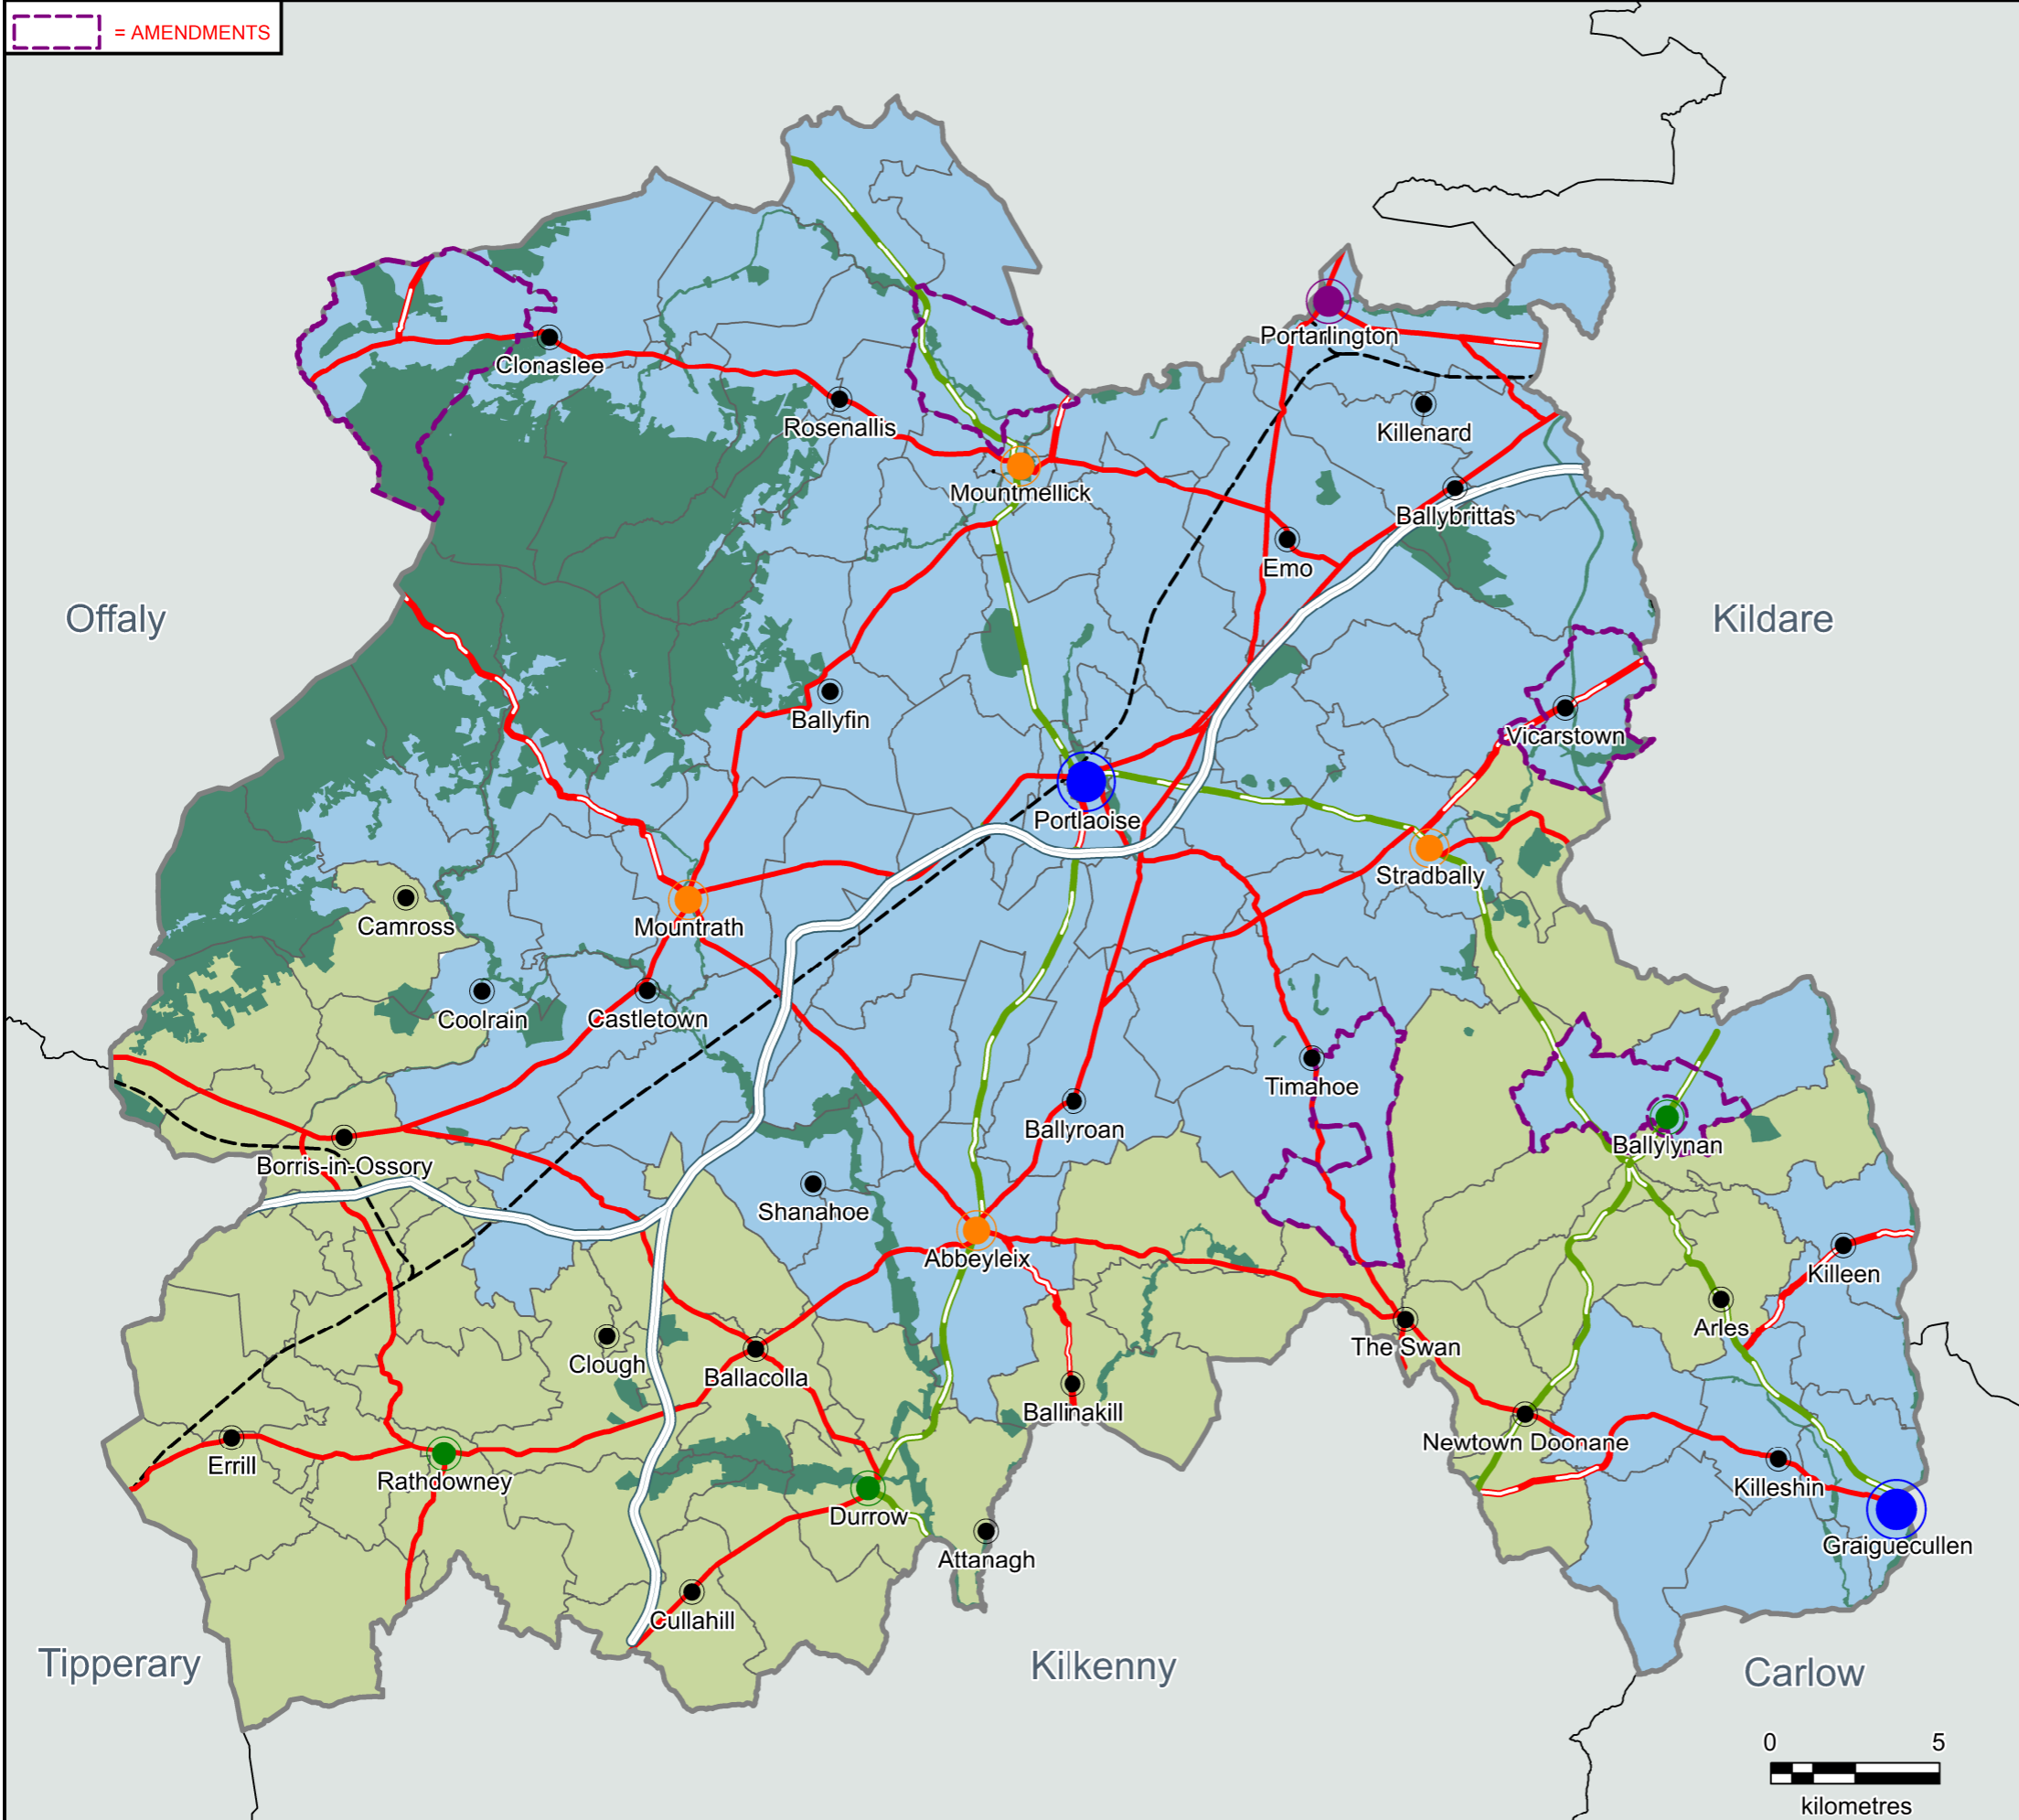 = AMENDMENTS
Portarlington
Clonaslee
Rosenallis
Killenard
Mountmellick
Ballybrittas
Emo
Offaly
Kildare
Ballyfin
Vicarstown
Portlaoise
Stradbally
Camross
Mountrath
Coolrain
Castletown
Timahoe
Ballyroan
Ballylynan
Borris-in-Ossory
Shanahoe
Abbeyleix
Killeen
Arles
The Swan
Clough
Ballacolla
Ballinakill
Newtown Doonane
Errill
Rathdowney
Killeshin
Durrow
Graiguecullen
Attanagh
Cullahill
Tipperary
Kilkenny
Carlow
0 5
kilometres